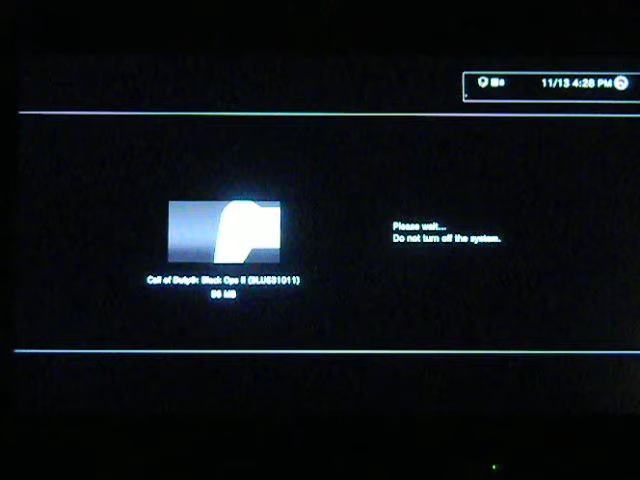 11/13 4:28 PM
Please wait...
Do not turn off the system.
Call of Duty®: Black Ops II (BLUS31011)
MB